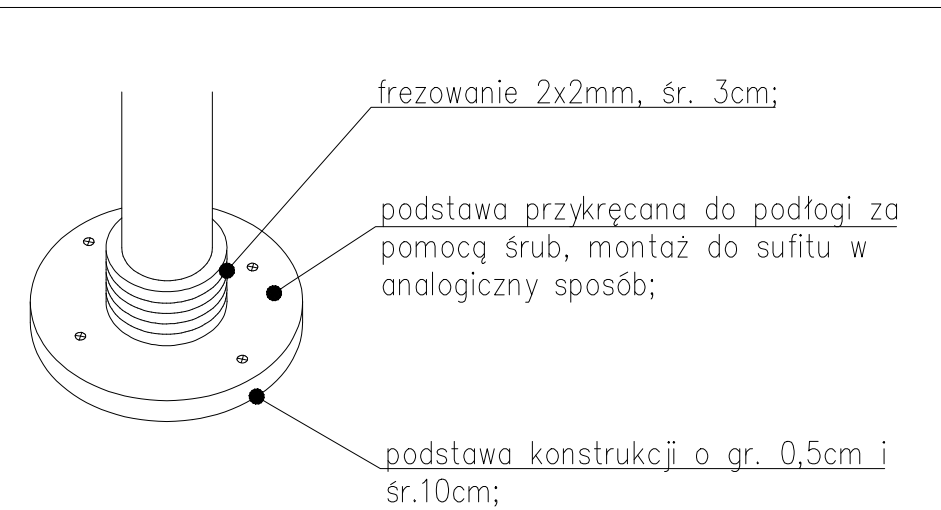 frezowanie 2x2mm, śr. 3cm;
podstawa przykręcana do podłogi za
pomocą śrub, montaż do sufitu w
analogiczny sposób;
podstawa konstrukcji o gr. 0,5cm i
śr.10cm;